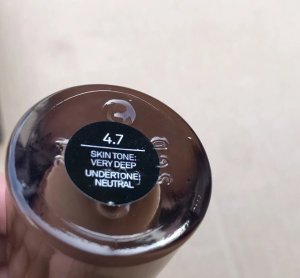 4.7
SKIN TONE:
VERY DEEP
UNDERTONE:
NEUTRAL